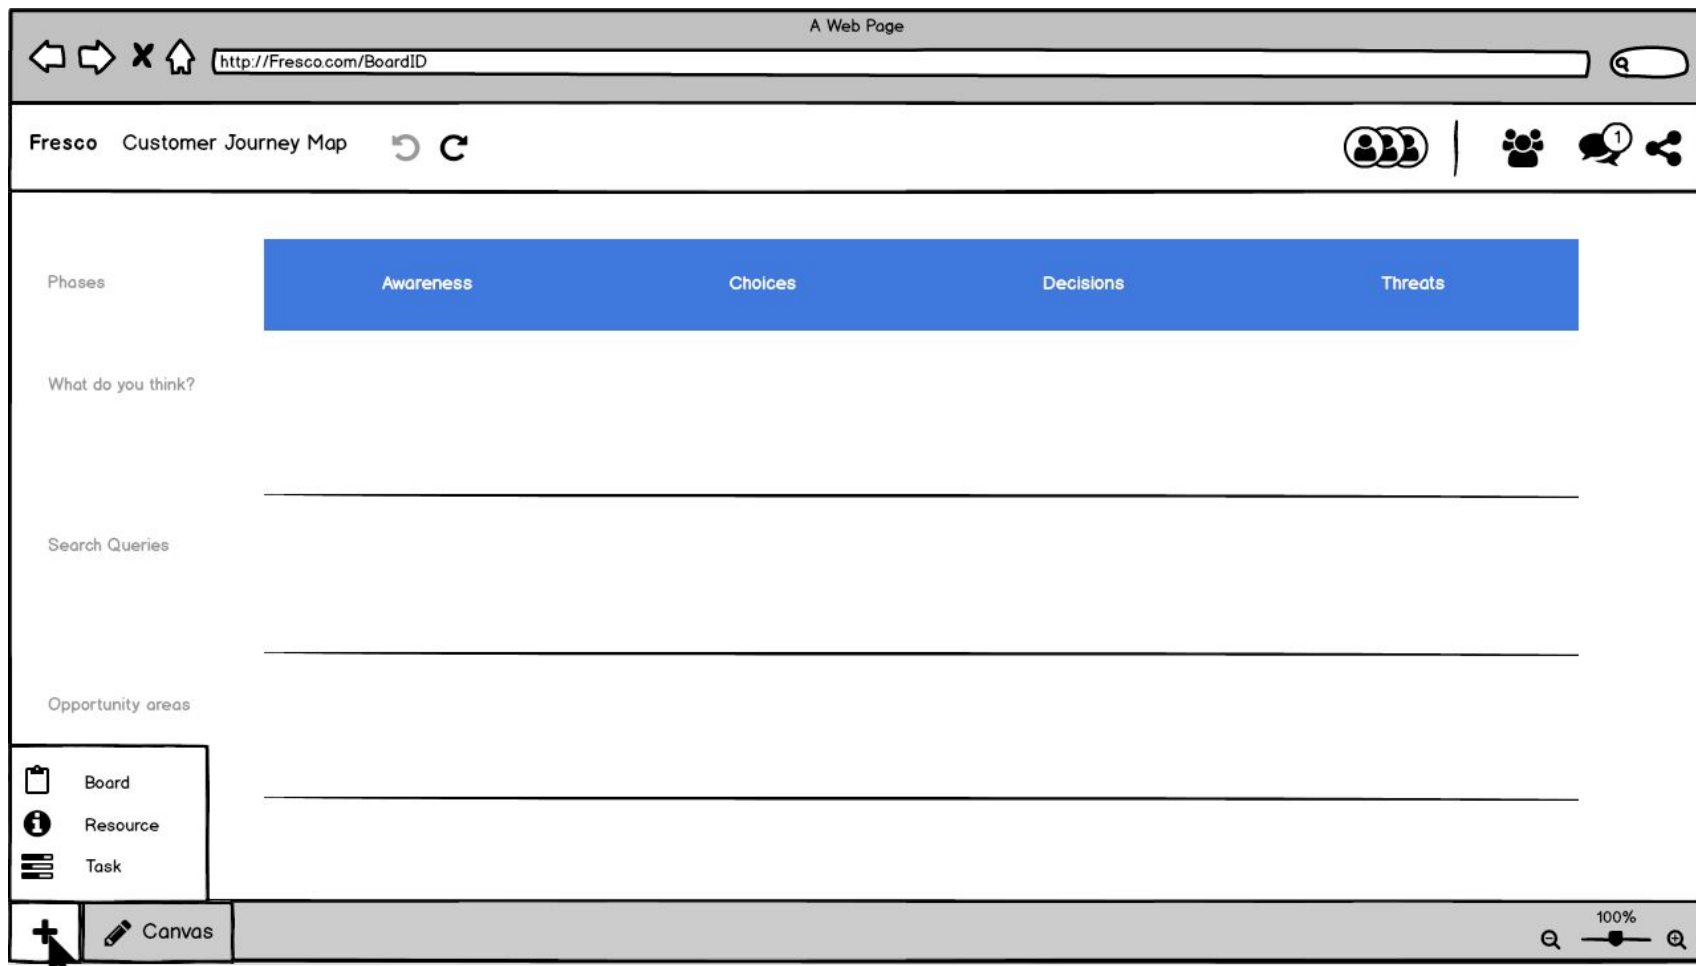 A Web Page
http://Fresco.com/BoardID
Fresco Customer Journey Map
1
Phases Awareness Choices Decisions Threats
What do you think?
Search Queries
Opportunity areas
Board
Resource
Task
Canvas
100%